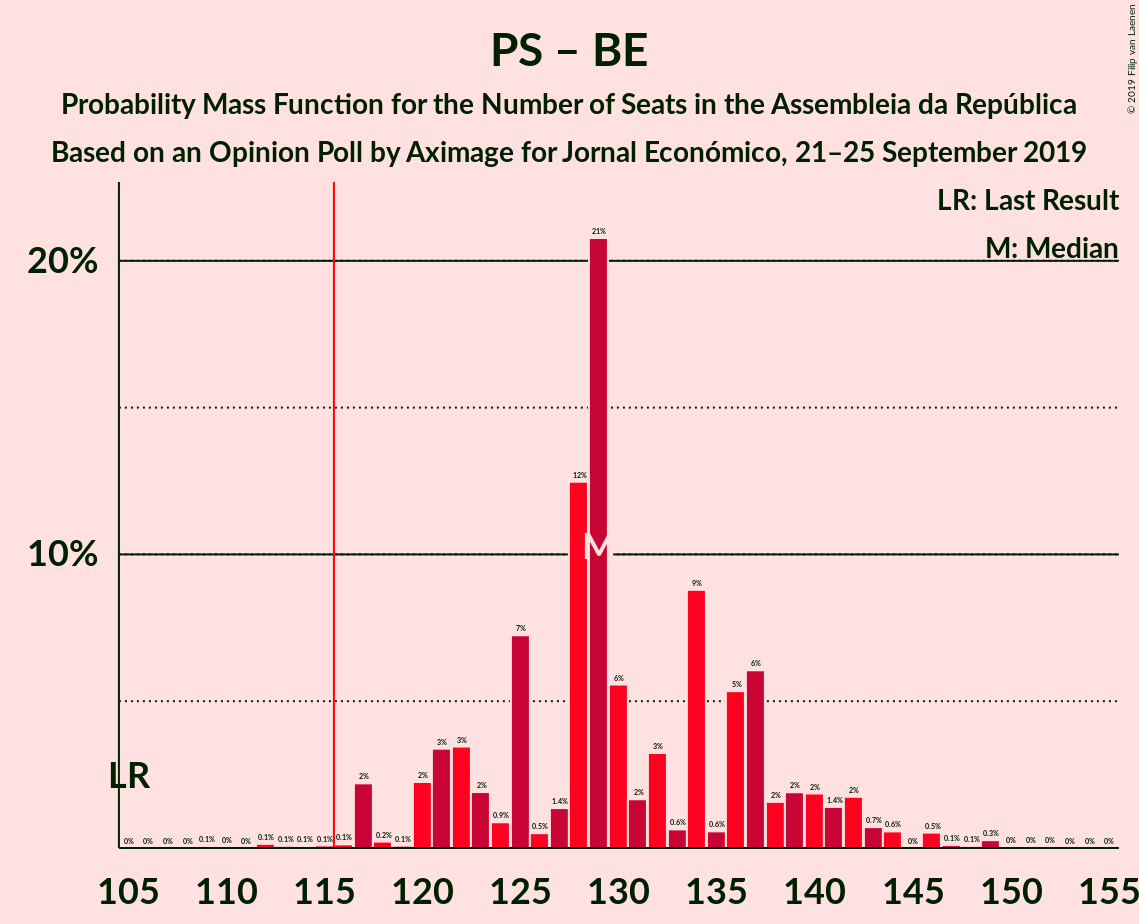 PS – BE
Probability Mass Function for the Number of Seats in the Assembleia da República
Based on an Opinion Poll by Aximage for Jornal Económico, 21–25 September 2019
© 2019 Filip van Laenen
LR: Last Result
M: Median
20%
10%
LR
M
0% 0% 0% 0% 0.1% 0% 0% 0.1% 0.1% 0.1% 0.1% 0.1% 2% 0.2% 0.1% 2% 3% 3% 2% 0.9% 7% 0.5% 1.4% 12% 21% 6% 2% 3% 0.6% 9% 0.6% 5% 6% 2% 2% 2% 1.4% 2% 0.7% 0.6% 0% 0.5% 0.1% 0.1% 0.3% 0% 0% 0% 0% 0% 0%
105 110 115 120 125 130 135 140 145 150 155